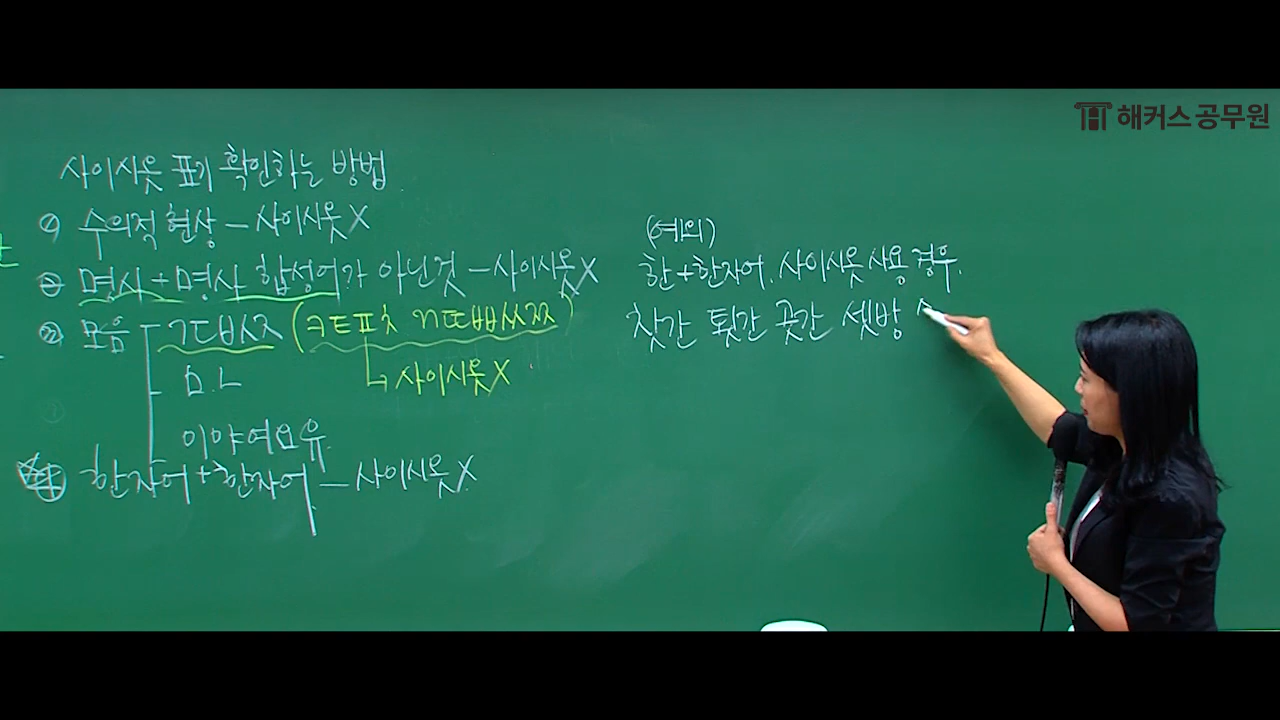 해커스공무원
사이시옷 표기 확인하는 방법
① 수의적 현상 - 사이시옷 X
② 명사+명사 합성어가 아닌것 - 사이시옷 X
③ 모음 ㄱㄷㅂㅅㅈ (ㅋㅌㅍㅊ ㄲㄸㅃㅆㅉ)
ㅁ.ㄴ
↳ 사이시옷 X
이야여요유
④ 한자어+한자어 - 사이시옷 X
(예외)
한+한자어. 사이시옷 사용 경우.
찻간 툇간 곳간 셋방